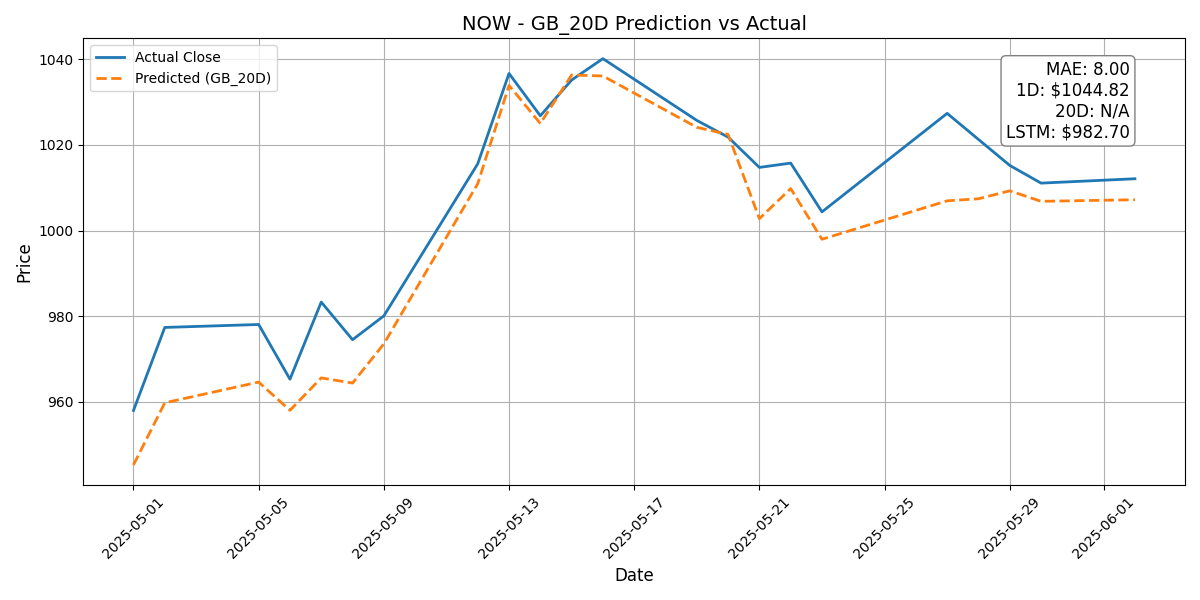 NOW - GB_20D Prediction vs Actual
Actual Close
Predicted (GB_20D)
MAE: 8.00
1D: $1044.82
20D: N/A
LSTM: $982.70
Price
1040
1020
1000
980
960
2025-05-01
2025-05-05
2025-05-09
2025-05-13
2025-05-17
2025-05-21
2025-05-25
2025-05-29
2025-06-01
Date